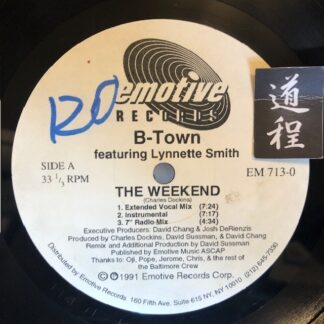 120
emotive
RECORDS
B-Town
featuring Lynnette Smith
SIDE A
33 1/3 RPM
EM 713-0
道程
THE WEEKEND
(Charles Dockins)
1. Extended Vocal Mix (7:24)
2. Instrumental (7:17)
3. 7" Radio Mix (4:34)
Executive Producers: David Chang & Josh DeRienzis
Produced by Charles Dockins, David Sussman, & David Chang
Remix and Additional Production by David Sussman
Published by Emotive Music ASCAP
Thanks to: Oji, Pope, Jerome, Chris, & the rest of
the Baltimore Crew
℗©1991 Emotive Records Corp.
Distributed by Emotive Records 160 Fifth Ave. Suite 615 NY, NY 10010 (212) 645-7330